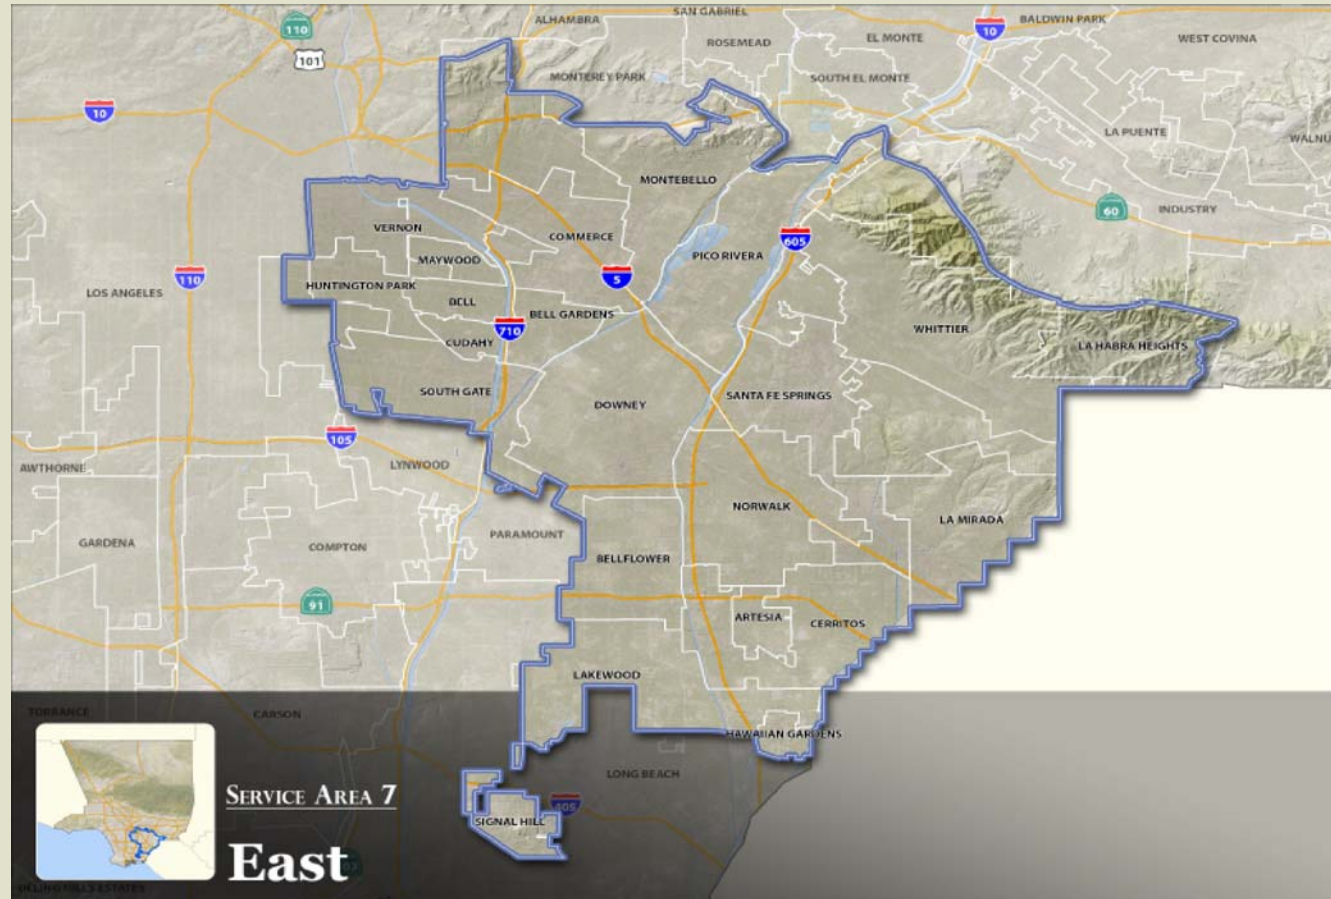 SAN GABRIEL
ALHAMBRA
BALDWIN PARK
110
10
ROSEMEAD
EL MONTE
WEST COVINA
101
MONTEREY PARK
SOUTH EL MONTE
10
LA PUENTE
WALNU
MONTEBELLO
60
INDUSTRY
VERNON
COMMERCE
605
MAYWOOD
PICO RIVERA
110
5
HUNTINGTON PARK
LOS ANGELES
BELL
BELL GARDENS
710
WHITTIER
CUDAHY
LA HABRA HEIGHTS
SOUTH GATE
SANTA FE SPRINGS
DOWNEY
105
AWTHORNE
LYNWOOD
NORWALK
LA MIRADA
PARAMOUNT
GARDENA
COMPTON
BELLFLOWER
91
ARTESIA
CERRITOS
LAKEWOOD
TORRANCE
CARSON
HAWAIIAN GARDENS
LONG BEACH
SERVICE AREA 7
405
SIGNAL HILL
East
ROLLING HILLS ESTATES